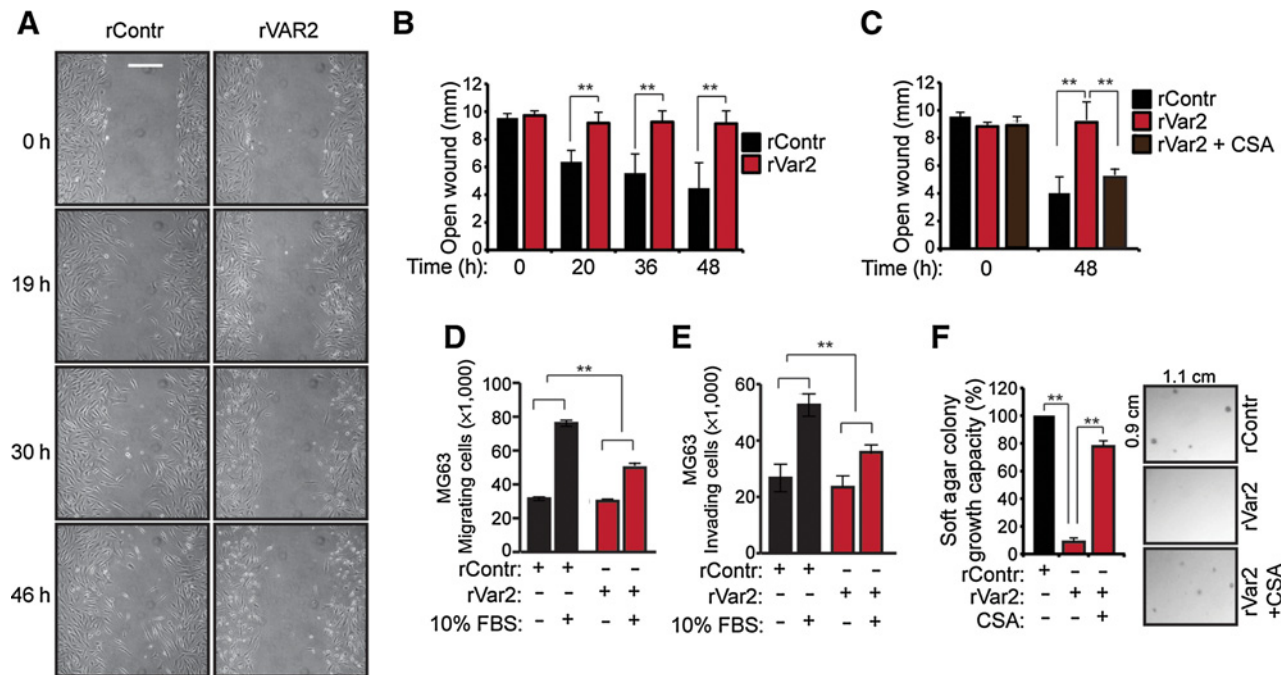 A
rContr rVAR2
0 h
19 h
30 h
46 h
B
Open wound (mm)
12
10
8
6
4
2
0
** ** **
rContr
rVar2
Time (h): 0 20 36 48
C
Open wound (mm)
12
10
8
6
4
2
0
** **
rContr
rVar2
rVar2 + CSA
Time (h): 0 48
D
MG63
Migrating cells (×1,000)
100
80
60
40
20
0
**
rContr: + + – –
rVar2: – – + +
10% FBS: – + – +
E
MG63
Invading cells (×1,000)
60
40
20
0
**
rContr: + + – –
rVar2: – – + +
10% FBS: – + – +
F
Soft agar colony
growth capacity (%)
120
100
80
60
40
20
0
** **
rContr: + – –
rVar2: – + +
CSA: – – +
1.1 cm
0.9 cm
rContr
rVar2
rVar2
+CSA